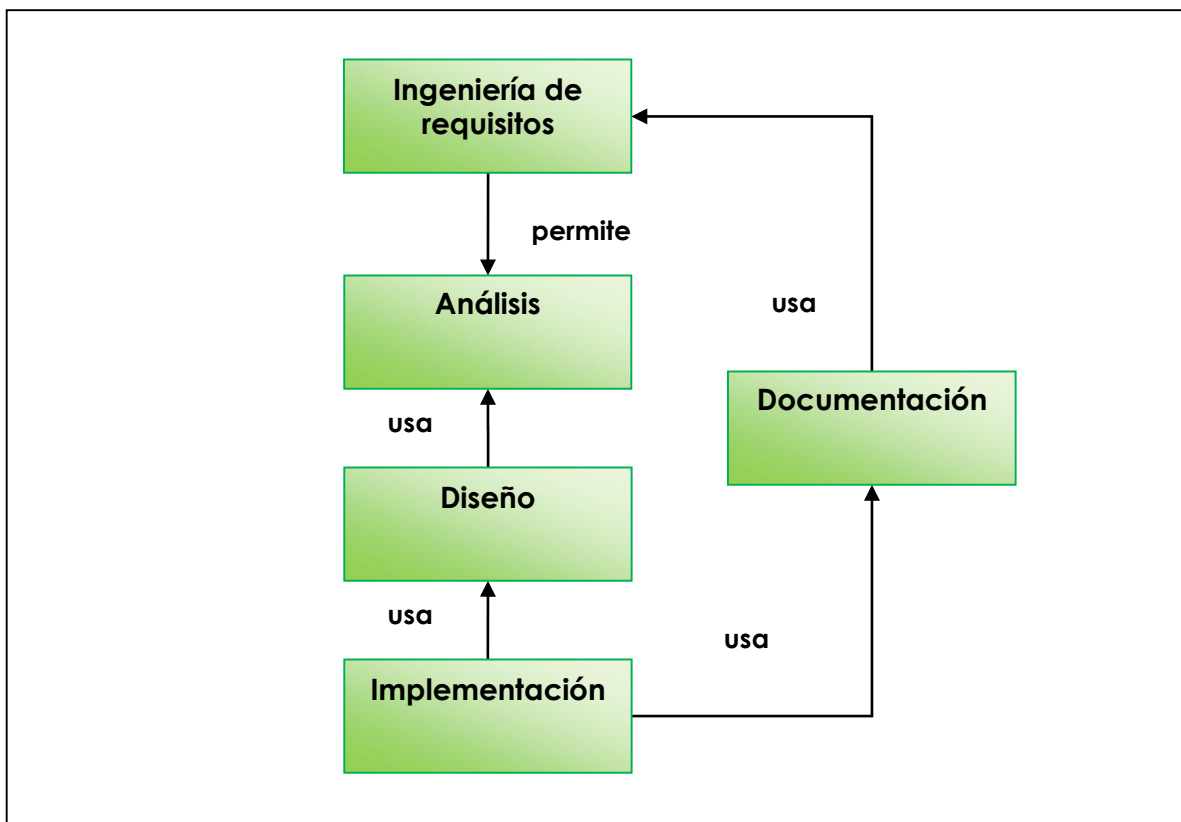 Ingeniería de
requisitos
permite
Análisis
usa
Documentación
usa
Diseño
usa
usa
Implementación